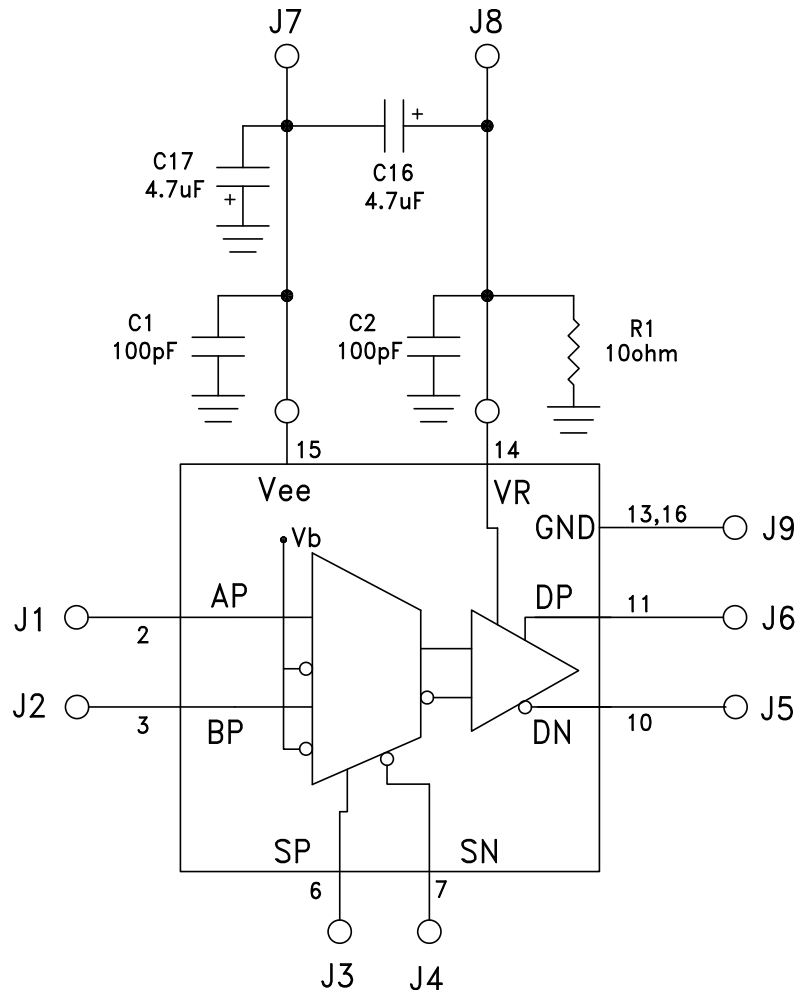 J7
J8
+
C17
4.7uF
+
C16
4.7uF
C1
100pF
C2
100pF
R1
10ohm
15
14
Vee
VR
GND
13,16
J9
Vb
AP
DP
11
J1
2
J6
J2
3
BP
DN
10
J5
SP
SN
6
7
J3
J4